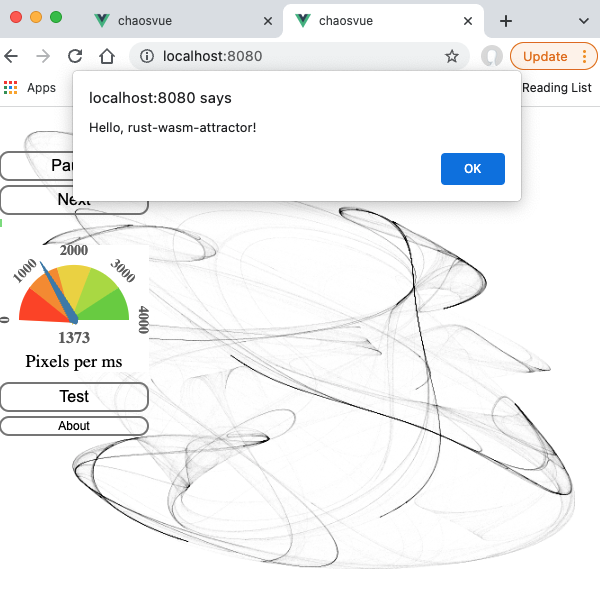 chaosvue
chaosvue
localhost:8080
Update
Apps
Reading List
localhost:8080 says
Hello, rust-wasm-attractor!
OK
Pau
Next
0
1000
2000
3000
4000
1373
Pixels per ms
Test
About